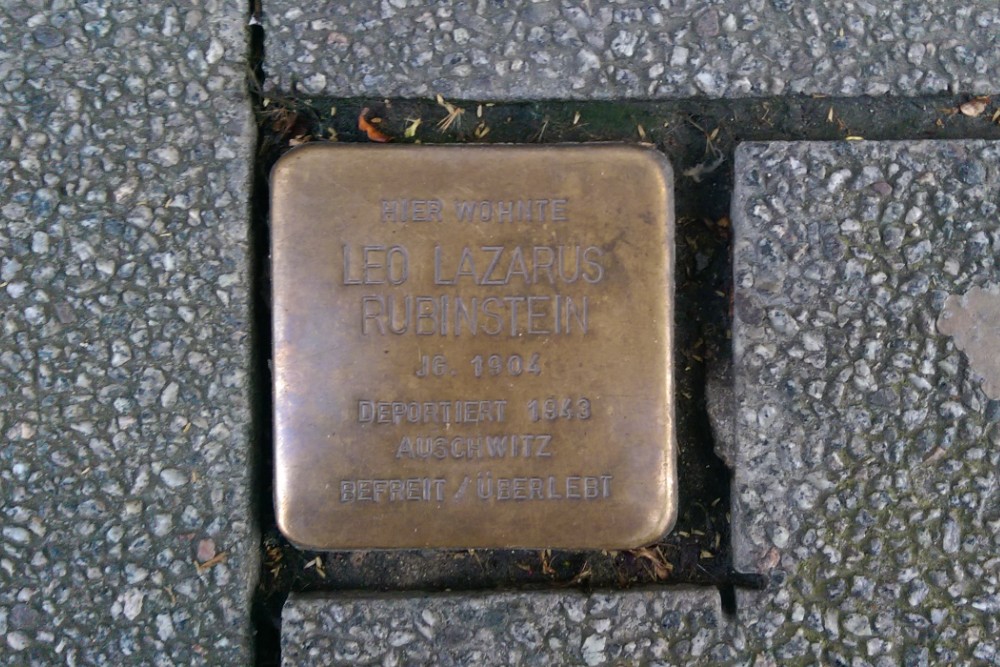 HIER WOHNTE
LEO LAZARUS
RUBINSTEIN
JG. 1904
DEPORTIERT 1943
AUSCHWITZ
BEFREIT / ÜBERLEBT